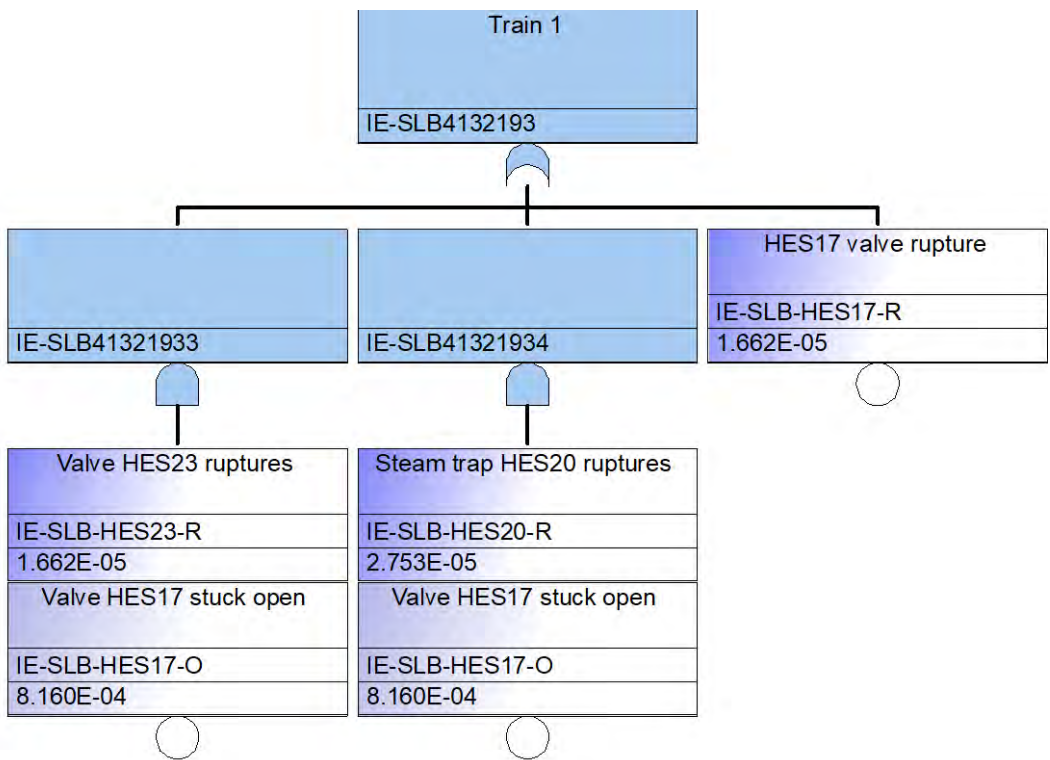 Train 1
IE-SLB4132193
IE-SLB41321933
IE-SLB41321934
HES17 valve rupture
IE-SLB-HES17-R
1.662E-05
Valve HES23 ruptures
IE-SLB-HES23-R
1.662E-05
Valve HES17 stuck open
IE-SLB-HES17-O
8.160E-04
Steam trap HES20 ruptures
IE-SLB-HES20-R
2.753E-05
Valve HES17 stuck open
IE-SLB-HES17-O
8.160E-04